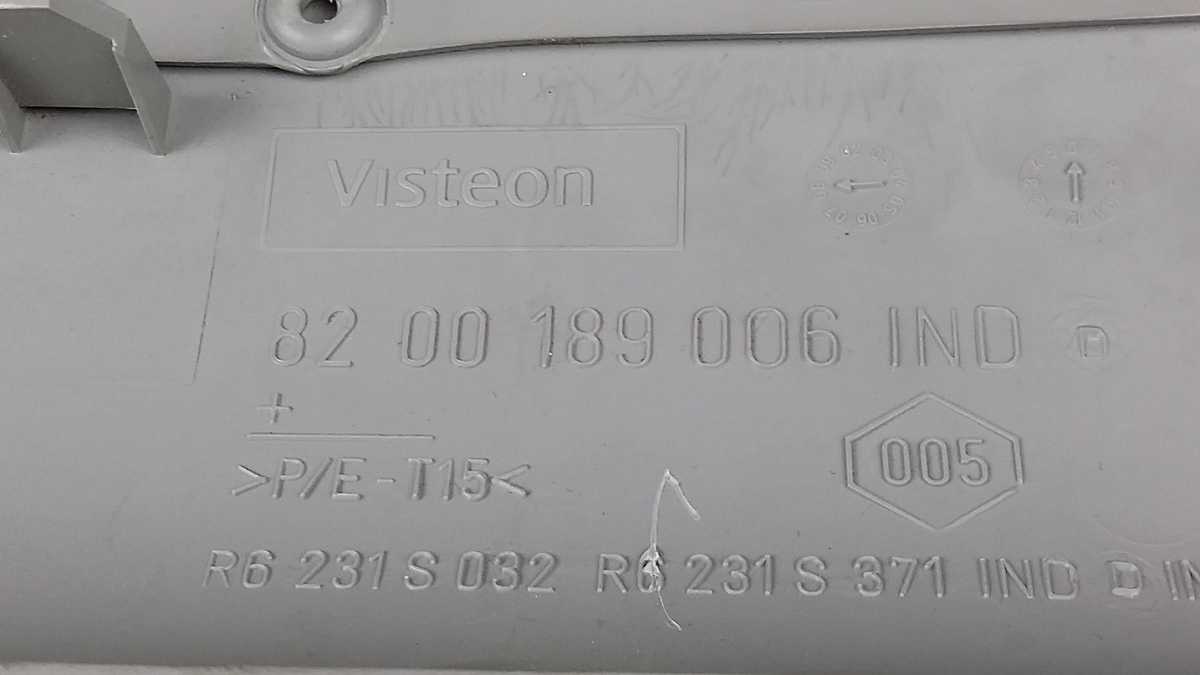 Visteon
82 00 189 006 IND
+
>P/E-T15<
005
R6 231 S 032 R6 231 S 371 IND D